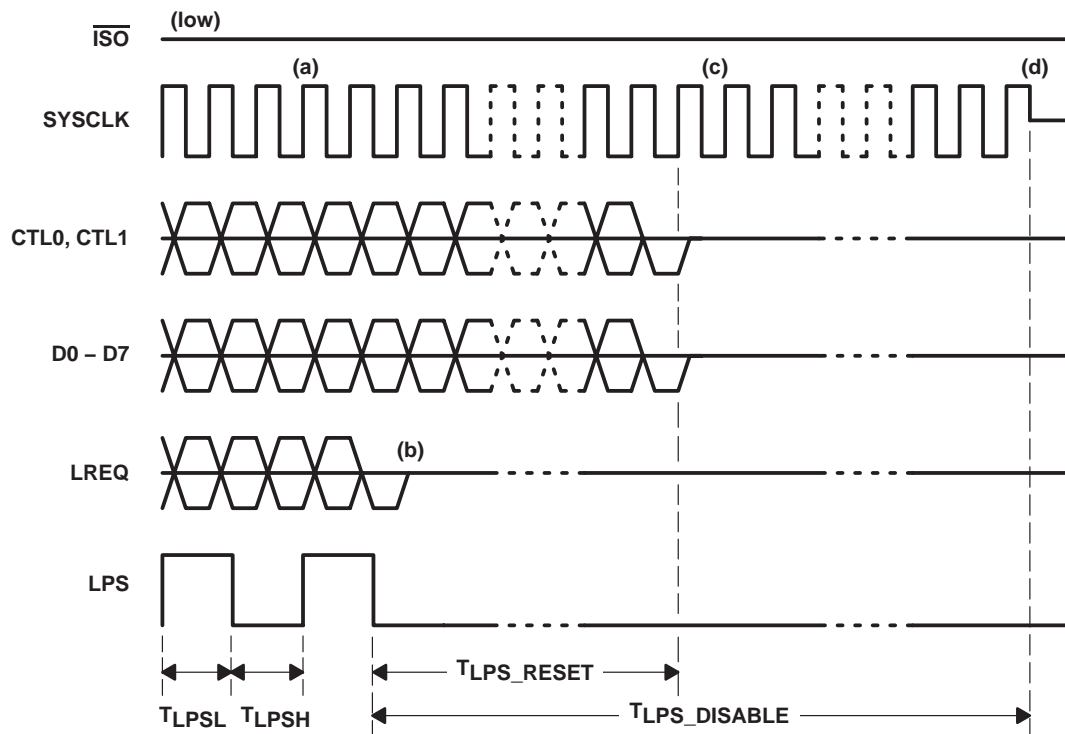 (low)
ISO
(a)
(c)
(d)
SYSCLK
CTL0, CTL1
D0 – D7
(b)
LREQ
LPS
TLPS_RESET
TLPSL
TLPSH
TLPS_DISABLE